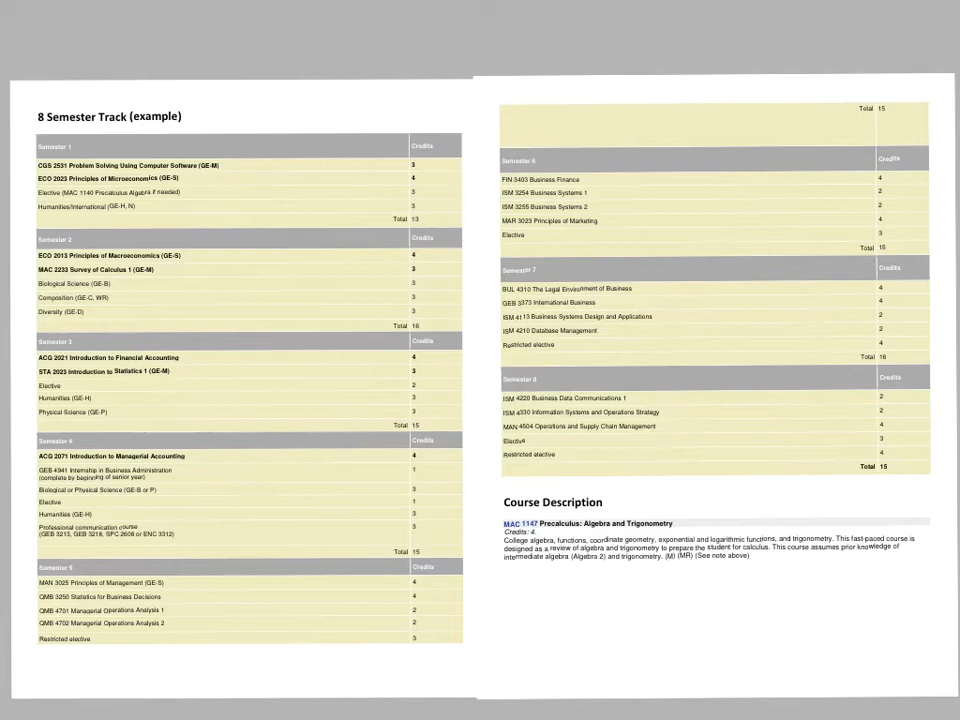 8 Semester Track (example)
Semester 1 Credits
CGS 2531 Problem Solving Using Computer Software (GE-M) 3
ECO 2023 Principles of Microeconomics (GE-S) 4
Elective (MAC 1140 Precalculus Algebra if needed) 3
Humanities/International (GE-H, N) 3
Total 13
Semester 2 Credits
ECO 2013 Principles of Macroeconomics (GE-S) 4
MAC 2233 Survey of Calculus 1 (GE-M) 3
Biological Science (GE-B) 3
Composition (GE-C, WR) 3
Diversity (GE-D) 3
Total 16
Semester 3 Credits
ACG 2021 Introduction to Financial Accounting 4
STA 2023 Introduction to Statistics 1 (GE-M) 3
Elective 2
Humanities (GE-H) 3
Physical Science (GE-P) 3
Total 15
Semester 4 Credits
ACG 2071 Introduction to Managerial Accounting 4
GEB 4941 Internship in Business Administration 1
(complete by beginning of senior year)
Biological or Physical Science (GE-B or P) 3
Elective 1
Humanities (GE-H) 3
Professional communication course 3
(GEB 3213, GEB 3218, SPC 2608 or ENC 3312)
Total 15
Semester 5 Credits
MAN 3025 Principles of Management (GE-S) 4
QMB 3250 Statistics for Business Decisions 4
QMB 4701 Managerial Operations Analysis 1 2
QMB 4702 Managerial Operations Analysis 2 2
Restricted elective 3
Total 15
Semester 6 Credits
FIN 3403 Business Finance 4
ISM 3254 Business Systems 1 2
ISM 3255 Business Systems 2 2
MAR 3023 Principles of Marketing 4
Elective 3
Total 15
Semester 7 Credits
BUL 4310 The Legal Environment of Business 4
GEB 3373 International Business 4
ISM 4113 Business Systems Design and Applications 2
ISM 4210 Database Management 2
Restricted elective 4
Total 16
Semester 8 Credits
ISM 4220 Business Data Communications 1 2
ISM 4330 Information Systems and Operations Strategy 2
MAN 4504 Operations and Supply Chain Management 4
Elective 3
Restricted elective 4
Total 15
Course Description
MAC 1147 Precalculus: Algebra and Trigonometry
Credits: 4.
College algebra, functions, coordinate geometry, exponential and logarithmic functions, and trigonometry. This fast-paced course is
designed as a review of algebra and trigonometry to prepare the student for calculus. This course assumes prior knowledge of
intermediate algebra (Algebra 2) and trigonometry. (M) (MR) (See note above)